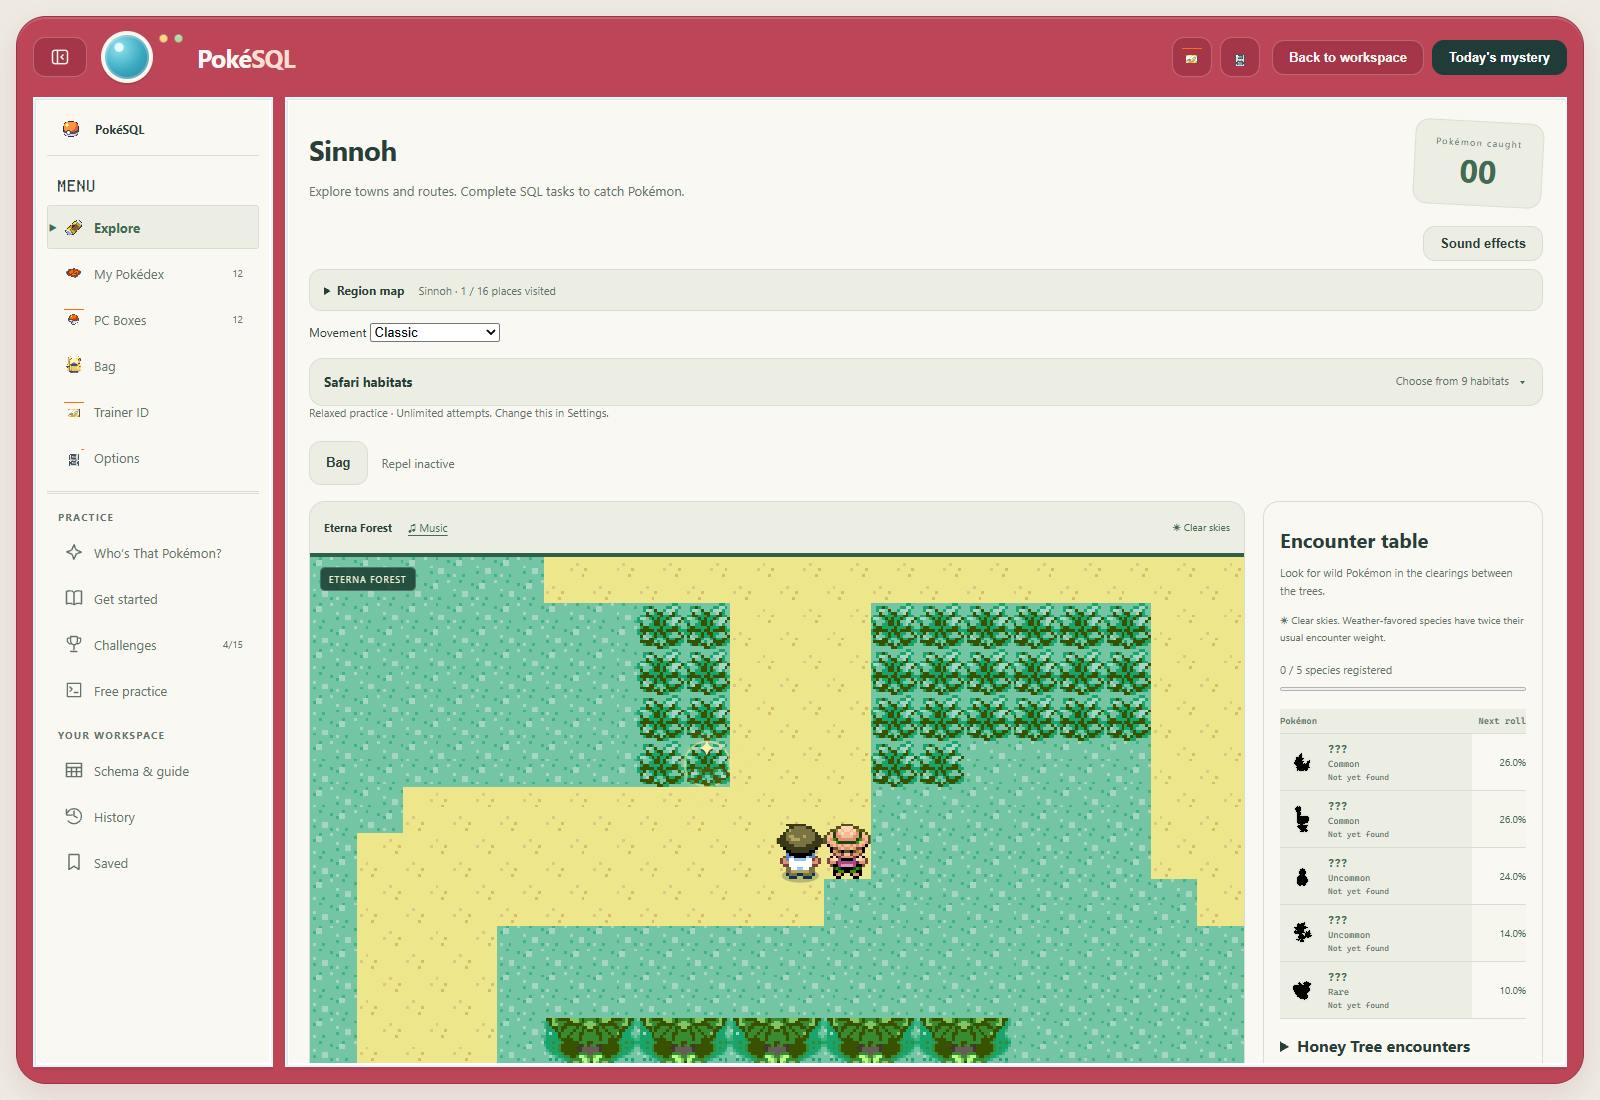 PokéSQL
Back to workspace
Today's mystery
PokéSQL
MENU
Explore
My Pokédex 12
PC Boxes 12
Bag
Trainer ID
Options
PRACTICE
Who's That Pokémon?
Get started
Challenges 4/15
Free practice
YOUR WORKSPACE
Schema & guide
History
Saved
Sinnoh
Explore towns and routes. Complete SQL tasks to catch Pokémon.
Pokémon caught
00
Sound effects
Region map Sinnoh · 1 / 16 places visited
Movement Classic
Safari habitats Choose from 9 habitats
Relaxed practice · Unlimited attempts. Change this in Settings.
Bag Repel inactive
Eterna Forest ♫ Music ☀ Clear skies
ETERNA FOREST
Encounter table
Look for wild Pokémon in the clearings between
the trees.
☀ Clear skies. Weather-favored species have twice their
usual encounter weight.
0 / 5 species registered
Pokémon Next roll
???
Common 26.0%
Not yet found
???
Common 26.0%
Not yet found
???
Uncommon 24.0%
Not yet found
???
Uncommon 14.0%
Not yet found
???
Rare 10.0%
Not yet found
Honey Tree encounters